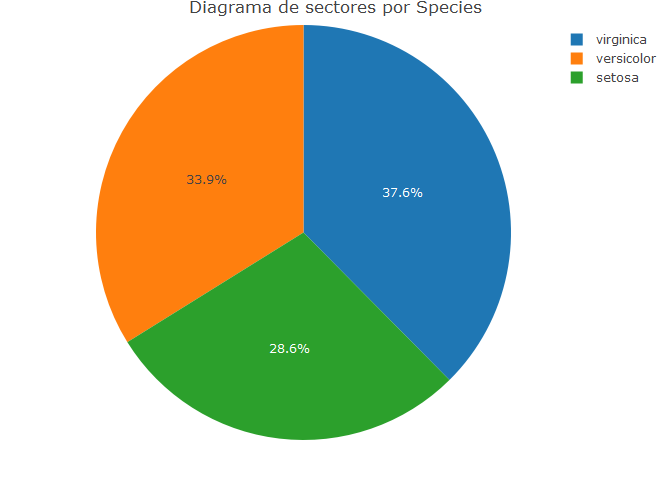 Diagrama de sectores por Species
virginica
versicolor
setosa
33.9%
37.6%
28.6%